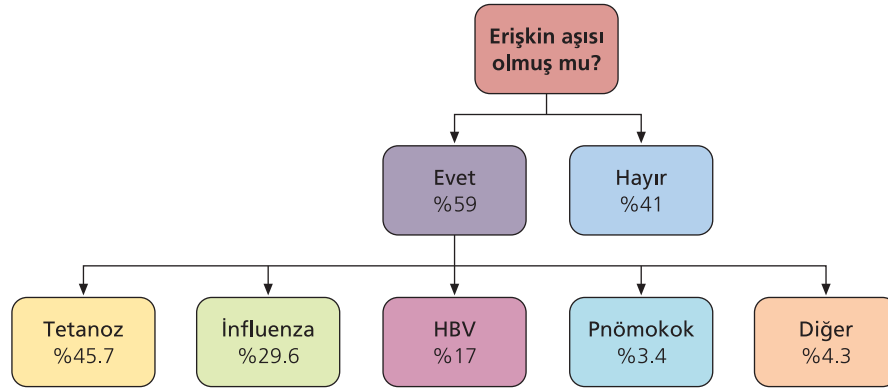 Erişkin aşısı
olmuş mu?
Evet
%59
Hayır
%41
Tetanoz
%45.7
İnfluenza
%29.6
HBV
%17
Pnömokok
%3.4
Diğer
%4.3